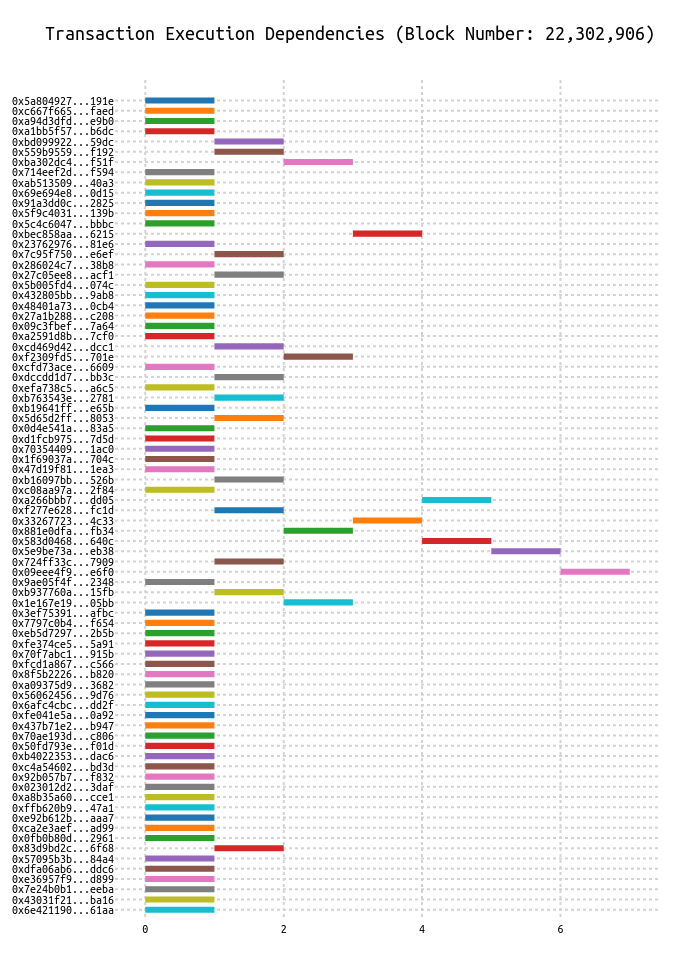 Transaction Execution Dependencies (Block Number: 22,302,906)
0x5a804927...191e
0xc667f665...faed
0xa94d3dfd...e9b0
0xa1bb5f57...b6dc
0xbd099922...59dc
0x559b9559...f192
0xba302dc4...f51f
0x714eef2d...f594
0xab513509...40a3
0x69e694e8...0d15
0x91a3dd0c...2825
0x5f9c4031...139b
0x5c4c6047...bbbc
0xbec858aa...6215
0x23762976...81e6
0x7c95f750...e6ef
0x286024c7...38b8
0x27c05ee8...acf1
0x5b005fd4...074c
0x432805bb...9ab8
0x48401a73...0cb4
0x27a1b288...c208
0x09c3fbef...7a64
0xa2591d8b...7cf0
0xcd469d42...dcc1
0xf2309fd5...701e
0xcfd73ace...6609
0xdccdd1d7...bb3c
0xefa738c5...a6c5
0xb763543e...2781
0xb19641ff...e65b
0x5d65d2ff...8053
0x0d4e541a...83a5
0xd1fcb975...7d5d
0x70354409...1ac0
0x1f69037a...704c
0x47d19f81...1ea3
0xb16097bb...526b
0xc08aa97a...2f84
0xa266bbb7...dd05
0xf277e628...fc1d
0x33267723...4c33
0x881e0dfa...fb34
0x583d0468...640c
0x5e9be73a...eb38
0x724ff33c...7909
0x09eee4f9...e6f0
0x9ae05f4f...2348
0xb937760a...15fb
0x1e167e19...05bb
0x3ef75391...afbc
0x7797c0b4...f654
0xeb5d7297...2b5b
0xfe374ce5...5a91
0x70f7abc1...915b
0xfcd1a867...c566
0x8f5b2226...b820
0xa09375d9...3682
0x56062456...9d76
0x6afc4cbc...dd2f
0xfe041e5a...0a92
0x437b71e2...b947
0x70ae193d...c806
0x50fd793e...f01d
0xb4022353...dac6
0xc4a54602...bd3d
0x92b057b7...f832
0x023012d2...3daf
0xa8b35a60...cce1
0xffb620b9...47a1
0xe92b612b...aaa7
0xca2e3aef...ad99
0x0fb0b80d...2961
0x83d9bd2c...6f68
0x57095b3b...84a4
0xdfa06ab6...ddc6
0xe36957f9...d899
0x7e24b0b1...eeba
0x43031f21...ba16
0x6e421190...61aa
0 2 4 6